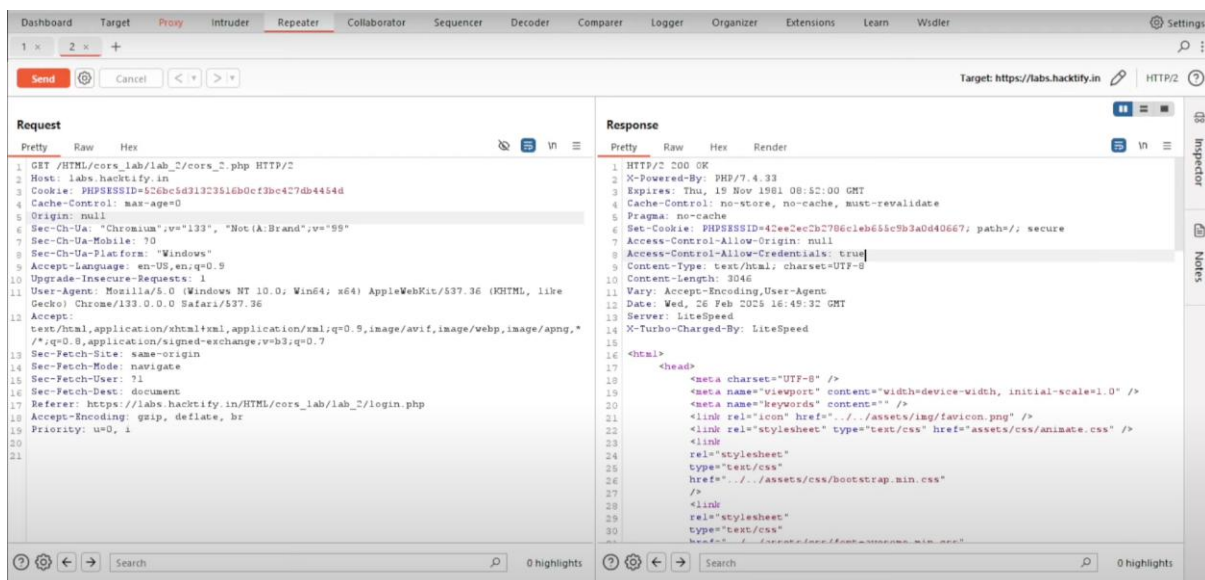 Dashboard Target Proxy Intruder Repeater Collaborator Sequencer Decoder Comparer Logger Organizer Extensions Learn Wsdler Settings
1 × 2 × +
Send Cancel < > Target: https://labs.hacktify.in HTTP/2
Request
Pretty Raw Hex \n
1 GET /HTML/cors_lab/lab_2/cors_2.php HTTP/2
2 Host: labs.hacktify.in
3 Cookie: PHPSESSID=526bc5d31323516b0cf3bc427db4454d
4 Cache-Control: max-age=0
5 Origin: null
6 Sec-Ch-Ua: "Chromium";v="133", "Not(A:Brand";v="99"
7 Sec-Ch-Ua-Mobile: ?0
8 Sec-Ch-Ua-Platform: "Windows"
9 Accept-Language: en-US,en;q=0.9
10 Upgrade-Insecure-Requests: 1
11 User-Agent: Mozilla/5.0 (Windows NT 10.0; Win64; x64) AppleWebKit/537.36 (KHTML, like
Gecko) Chrome/133.0.0.0 Safari/537.36
12 Accept:
text/html,application/xhtml+xml,application/xml;q=0.9,image/avif,image/webp,image/apng,*
/*;q=0.8,application/signed-exchange;v=b3;q=0.7
13 Sec-Fetch-Site: same-origin
14 Sec-Fetch-Mode: navigate
15 Sec-Fetch-User: ?1
16 Sec-Fetch-Dest: document
17 Referer: https://labs.hacktify.in/HTML/cors_lab/lab_2/login.php
18 Accept-Encoding: gzip, deflate, br
19 Priority: u=0, i
20
21
Response
Pretty Raw Hex Render \n
1 HTTP/2 200 OK
2 X-Powered-By: PHP/7.4.33
3 Expires: Thu, 19 Nov 1981 08:52:00 GMT
4 Cache-Control: no-store, no-cache, must-revalidate
5 Pragma: no-cache
6 Set-Cookie: PHPSESSID=42ee2ec2b2786c1eb655c9b3a0d40667; path=/; secure
7 Access-Control-Allow-Origin: null
8 Access-Control-Allow-Credentials: true
9 Content-Type: text/html; charset=UTF-8
10 Content-Length: 3046
11 Vary: Accept-Encoding,User-Agent
12 Date: Wed, 26 Feb 2025 16:49:32 GMT
13 Server: LiteSpeed
14 X-Turbo-Charged-By: LiteSpeed
15
16 <html>
17 <head>
18 <meta charset="UTF-8" />
19 <meta name="viewport" content="width=device-width, initial-scale=1.0" />
20 <meta name="keywords" content="" />
21 <link rel="icon" href="../../assets/img/favicon.png" />
22 <link rel="stylesheet" type="text/css" href="assets/css/animate.css" />
23 <link
24 rel="stylesheet"
25 type="text/css"
26 href="../../assets/css/bootstrap.min.css"
27 />
28 <link
29 rel="stylesheet"
30 type="text/css"
Inspector
Notes
Search 0 highlights
Search 0 highlights